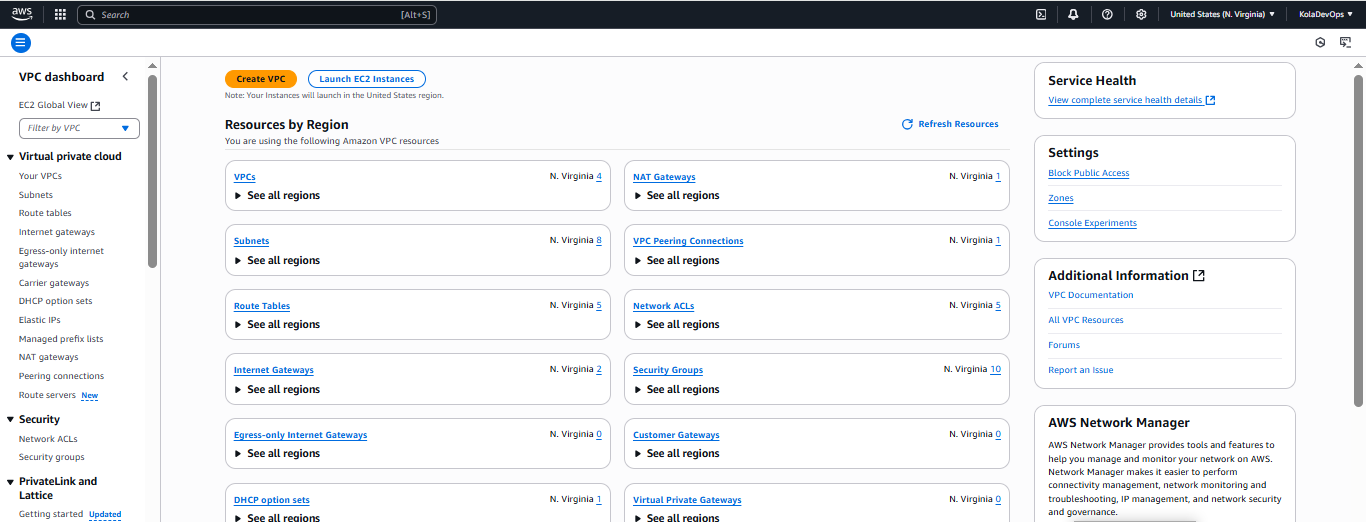 aws
Search [Alt+S]
United States (N. Virginia) ▼
KolaDevOps ▼
VPC dashboard
EC2 Global View
Filter by VPC
Virtual private cloud
Your VPCs
Subnets
Route tables
Internet gateways
Egress-only internet
gateways
Carrier gateways
DHCP option sets
Elastic IPs
Managed prefix lists
NAT gateways
Peering connections
Route servers New
Security
Network ACLs
Security groups
PrivateLink and
Lattice
Getting started Updated
Create VPC
Launch EC2 Instances
Note: Your Instances will launch in the United States region.
Resources by Region
Refresh Resources
You are using the following Amazon VPC resources
VPCs N. Virginia 4
See all regions
NAT Gateways N. Virginia 1
See all regions
Subnets N. Virginia 8
See all regions
VPC Peering Connections N. Virginia 1
See all regions
Route Tables N. Virginia 5
See all regions
Network ACLs N. Virginia 5
See all regions
Internet Gateways N. Virginia 2
See all regions
Security Groups N. Virginia 10
See all regions
Egress-only Internet Gateways N. Virginia 0
See all regions
Customer Gateways N. Virginia 0
See all regions
DHCP option sets N. Virginia 1
See all regions
Virtual Private Gateways N. Virginia 0
See all regions
Service Health
View complete service health details
Settings
Block Public Access
Zones
Console Experiments
Additional Information
VPC Documentation
All VPC Resources
Forums
Report an Issue
AWS Network Manager
AWS Network Manager provides tools and features to
help you manage and monitor your network on AWS.
Network Manager makes it easier to perform
connectivity management, network monitoring and
troubleshooting, IP management, and network security
and governance.